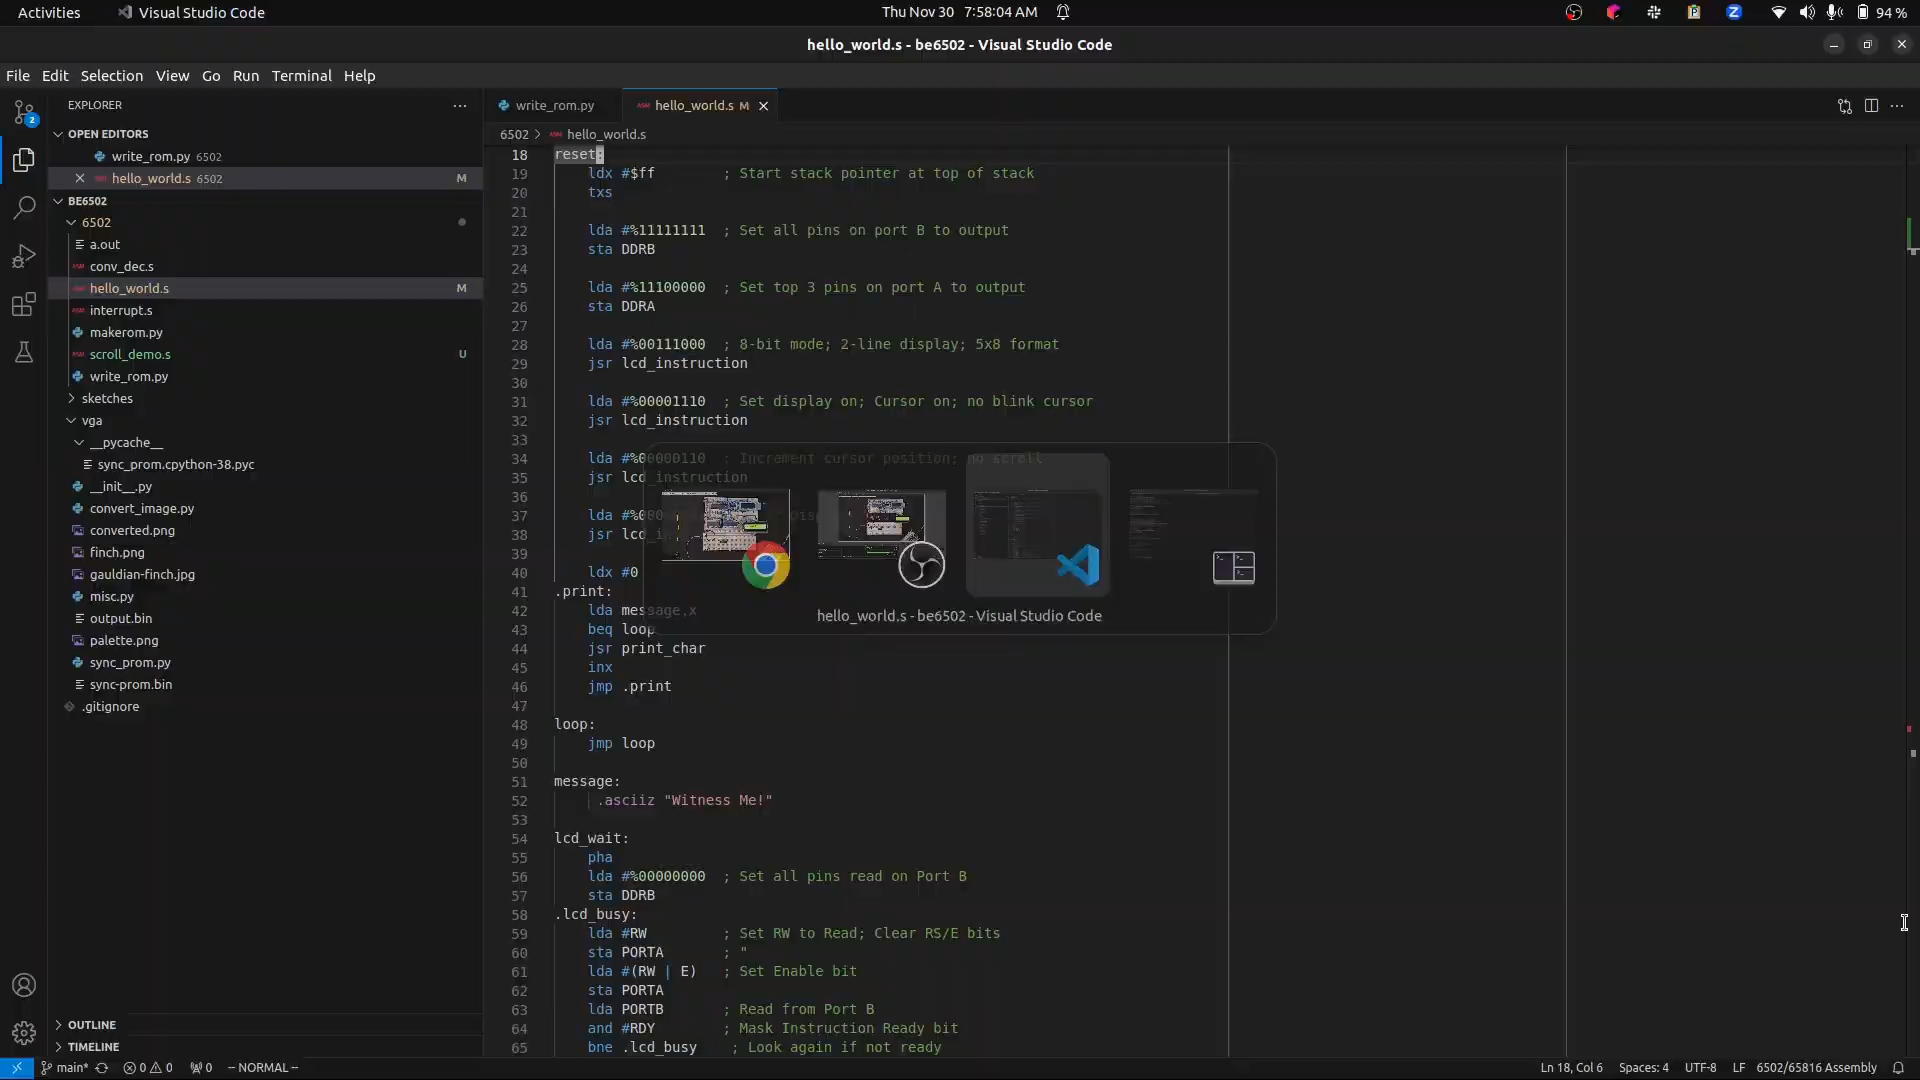 Activities
Visual Studio Code
Thu Nov 30 7:58:04 AM
94 %
hello_world.s - be6502 - Visual Studio Code
File Edit Selection View Go Run Terminal Help
EXPLORER
OPEN EDITORS
write_rom.py 6502
hello_world.s 6502 M
BE6502
6502
a.out
conv_dec.s
hello_world.s M
interrupt.s
makerom.py
scroll_demo.s U
write_rom.py
sketches
vga
__pycache__
sync_prom.cpython-38.pyc
__init__.py
convert_image.py
converted.png
finch.png
gauldian-finch.jpg
misc.py
output.bin
palette.png
sync_prom.py
sync-prom.bin
.gitignore
OUTLINE
TIMELINE
2
write_rom.py
hello_world.s M
6502 > hello_world.s
18 reset:
19 ldx #$ff ; Start stack pointer at top of stack
20 txs
21
22 lda #%11111111 ; Set all pins on port B to output
23 sta DDRB
24
25 lda #%11100000 ; Set top 3 pins on port A to output
26 sta DDRA
27
28 lda #%00111000 ; 8-bit mode; 2-line display; 5x8 format
29 jsr lcd_instruction
30
31 lda #%00001110 ; Set display on; Cursor on; no blink cursor
32 jsr lcd_instruction
33
34 lda #%00000110 ; Increment cursor position; no scroll
35 jsr lcd_instruction
36
37 lda
38 jsr
39
40 ldx #0
41 .print:
42 lda message,x
43 beq loop
44 jsr print_char
45 inx
46 jmp .print
47
48 loop:
49 jmp loop
50
51 message:
52 .asciiz "Witness Me!"
53
54 lcd_wait:
55 pha
56 lda #%00000000 ; Set all pins read on Port B
57 sta DDRB
58 .lcd_busy:
59 lda #RW ; Set RW to Read; Clear RS/E bits
60 sta PORTA ; "
61 lda #(RW | E) ; Set Enable bit
62 sta PORTA
63 lda PORTB ; Read from Port B
64 and #RDY ; Mask Instruction Ready bit
65 bne .lcd_busy ; Look again if not ready
hello_world.s - be6502 - Visual Studio Code
main* 0 0 0 -- NORMAL --
Ln 18, Col 6 Spaces: 4 UTF-8 LF 6502/65816 Assembly